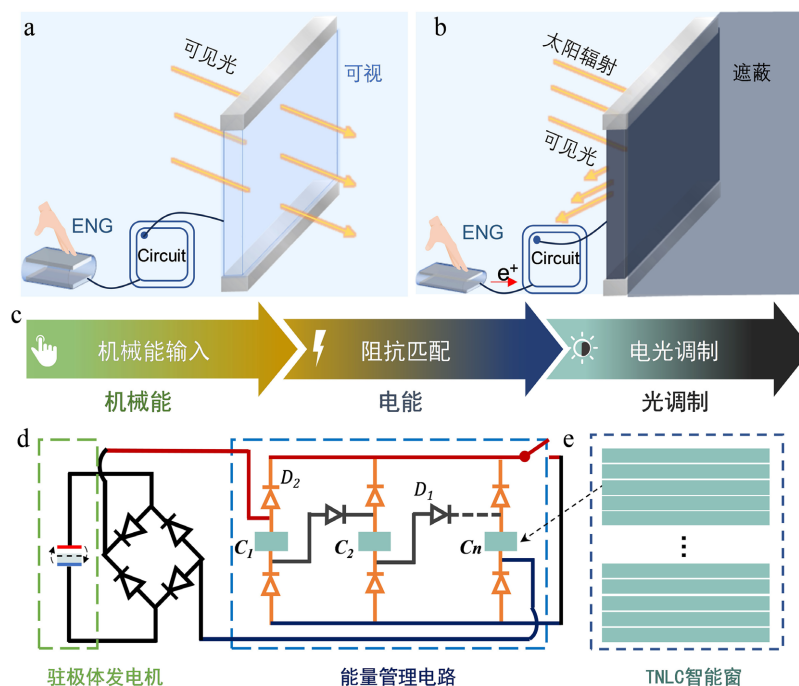 a
可见光
可视
ENG
Circuit
b
太阳辐射
遮蔽
可见光
ENG
e⁺
Circuit
c
机械能输入
阻抗匹配
电光调制
机械能
电能
光调制
d
e
D₂
D₁
C₁
C₂
Cn
⋮
驻极体发电机
能量管理电路
TNLC智能窗